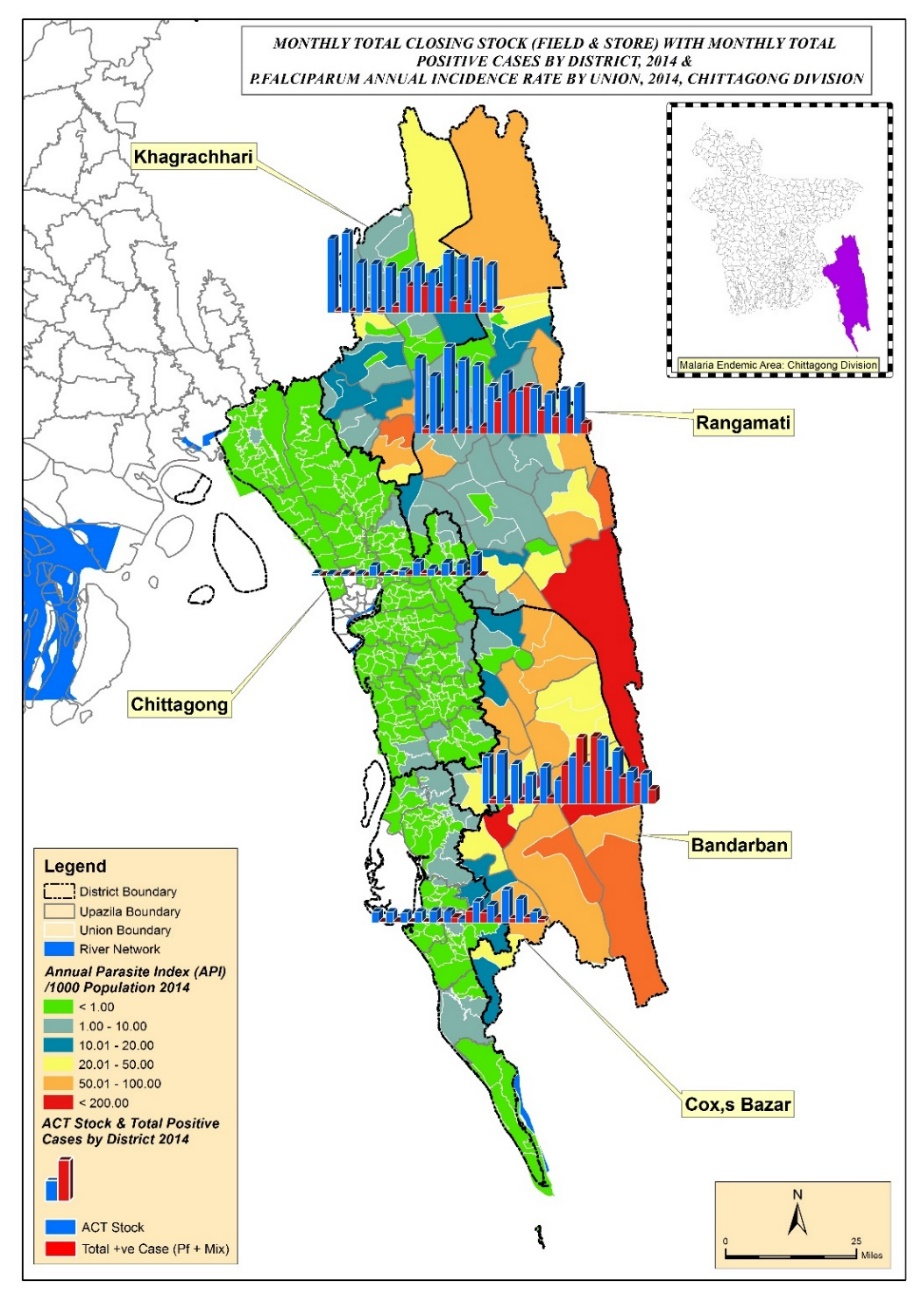 MONTHLY TOTAL CLOSING STOCK (FIELD & STORE) WITH MONTHLY TOTAL
POSITIVE CASES BY DISTRICT, 2014 &
P.FALCIPARUM ANNUAL INCIDENCE RATE BY UNION, 2014, CHITTAGONG DIVISION
Khagrachhari
Malaria Endemic Area: Chittagong Division
Rangamati
Chittagong
Bandarban
Cox,s Bazar
Legend
District Boundary
Upazila Boundary
Union Boundary
River Network
Annual Parasite Index (API)
/1000 Population 2014
< 1.00
1.00 - 10.00
10.01 - 20.00
20.01 - 50.00
50.01 - 100.00
< 200.00
ACT Stock & Total Positive
Cases by District 2014
ACT Stock
Total +ve Case (Pf + Mix)
N
0 25
Miles